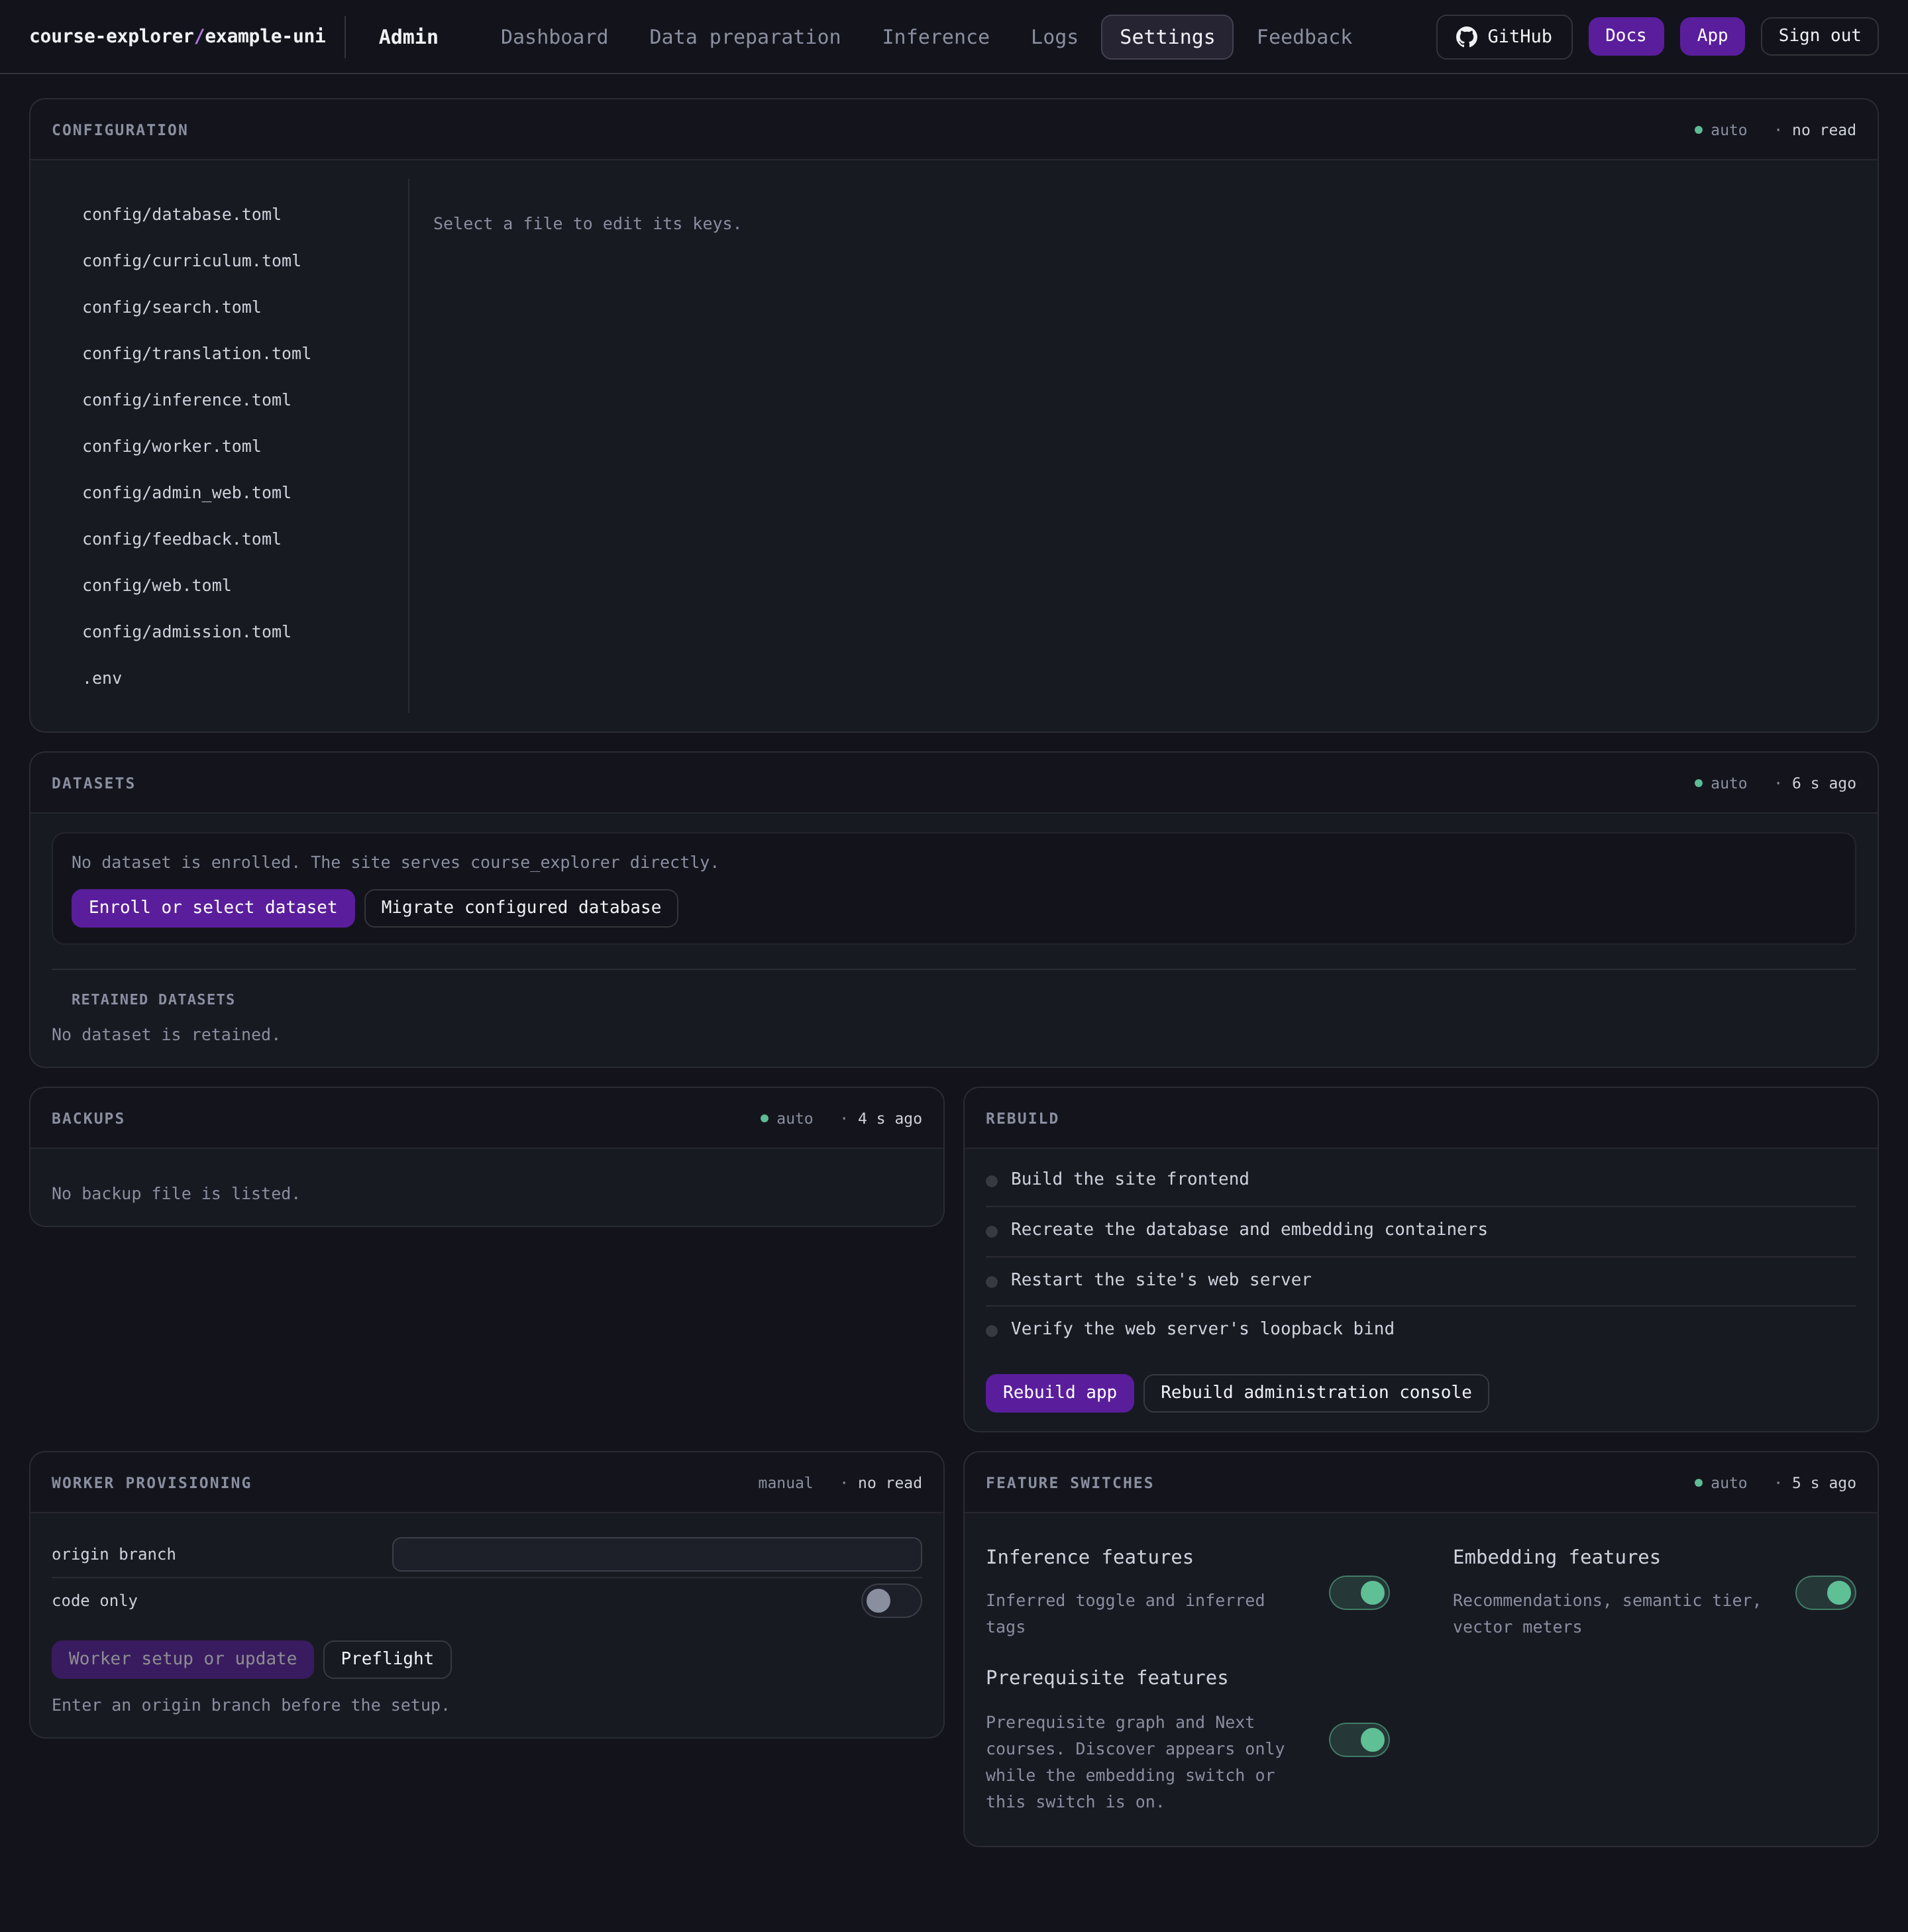 course-explorer/example-uni Admin Dashboard Data preparation Inference Logs Settings Feedback GitHub Docs App Sign out
CONFIGURATION auto · no read
config/database.toml
Select a file to edit its keys.
config/curriculum.toml
config/search.toml
config/translation.toml
config/inference.toml
config/worker.toml
config/admin_web.toml
config/feedback.toml
config/web.toml
config/admission.toml
.env
DATASETS auto · 6 s ago
No dataset is enrolled. The site serves course_explorer directly.
Enroll or select dataset Migrate configured database
RETAINED DATASETS
No dataset is retained.
BACKUPS auto · 4 s ago
No backup file is listed.
REBUILD
Build the site frontend
Recreate the database and embedding containers
Restart the site's web server
Verify the web server's loopback bind
Rebuild app Rebuild administration console
WORKER PROVISIONING manual · no read
origin branch
code only
Worker setup or update Preflight
Enter an origin branch before the setup.
FEATURE SWITCHES auto · 5 s ago
Inference features
Inferred toggle and inferred
tags
Embedding features
Recommendations, semantic tier,
vector meters
Prerequisite features
Prerequisite graph and Next
courses. Discover appears only
while the embedding switch or
this switch is on.